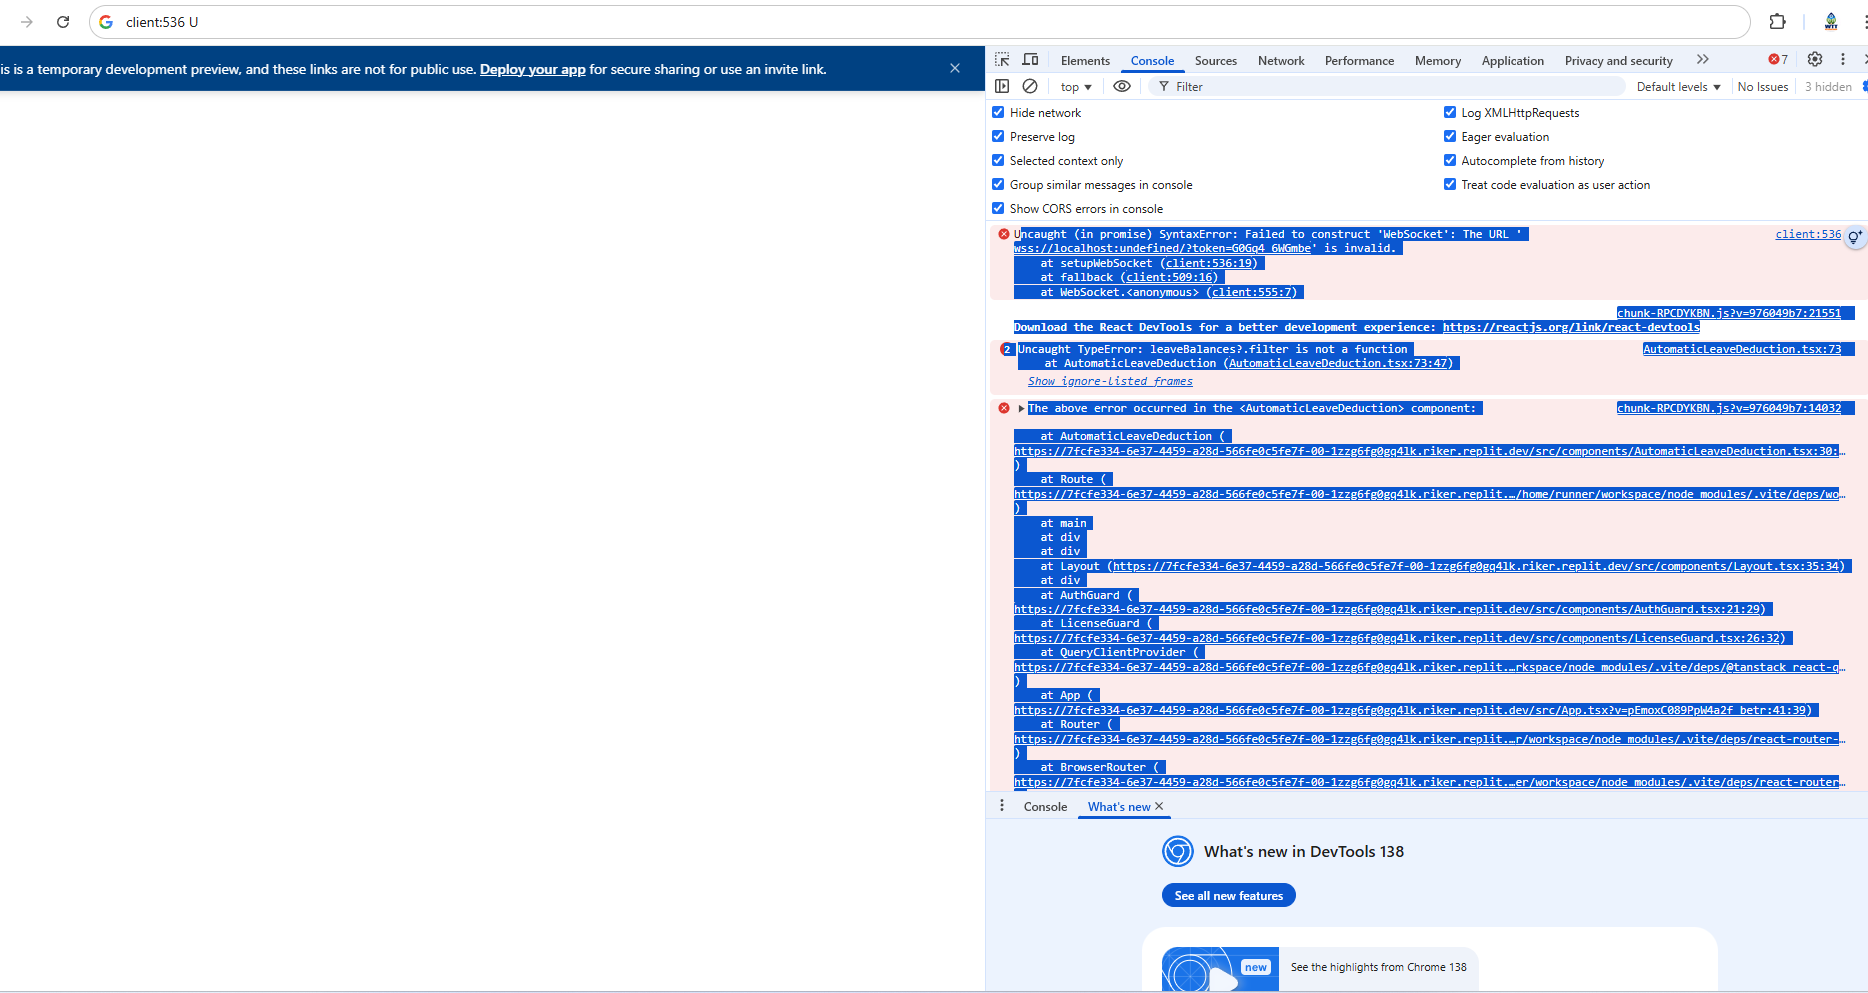 client:536 U
is is a temporary development preview, and these links are not for public use. Deploy your app for secure sharing or use an invite link.
Elements Console Sources Network Performance Memory Application Privacy and security 7
top Filter Default levels No Issues 3 hidden
Hide network Log XMLHttpRequests
Preserve log Eager evaluation
Selected context only Autocomplete from history
Group similar messages in console Treat code evaluation as user action
Show CORS errors in console
Uncaught (in promise) SyntaxError: Failed to construct 'WebSocket': The URL ' client:536
wss://localhost:undefined/?token=G0Gq4_6WGmbe' is invalid.
at setupWebSocket (client:536:19)
at fallback (client:509:16)
at WebSocket.<anonymous> (client:555:7)
chunk-RPCDYKBN.js?v=976049b7:21551
Download the React DevTools for a better development experience: https://reactjs.org/link/react-devtools
2 Uncaught TypeError: leaveBalances?.filter is not a function AutomaticLeaveDeduction.tsx:73
at AutomaticLeaveDeduction (AutomaticLeaveDeduction.tsx:73:47)
Show ignore-listed frames
The above error occurred in the <AutomaticLeaveDeduction> component: chunk-RPCDYKBN.js?v=976049b7:14032
at AutomaticLeaveDeduction (
https://7fcfe334-6e37-4459-a28d-566fe0c5fe7f-00-1zzg6fg0gq41k.riker.replit.dev/src/components/AutomaticLeaveDeduction.tsx:30:…
)
at Route (
https://7fcfe334-6e37-4459-a28d-566fe0c5fe7f-00-1zzg6fg0gq41k.riker.replit.…/home/runner/workspace/node_modules/.vite/deps/wo…
)
at main
at div
at div
at Layout (https://7fcfe334-6e37-4459-a28d-566fe0c5fe7f-00-1zzg6fg0gq41k.riker.replit.dev/src/components/Layout.tsx:35:34)
at div
at AuthGuard (
https://7fcfe334-6e37-4459-a28d-566fe0c5fe7f-00-1zzg6fg0gq41k.riker.replit.dev/src/components/AuthGuard.tsx:21:29)
at LicenseGuard (
https://7fcfe334-6e37-4459-a28d-566fe0c5fe7f-00-1zzg6fg0gq41k.riker.replit.dev/src/components/LicenseGuard.tsx:26:32)
at QueryClientProvider (
https://7fcfe334-6e37-4459-a28d-566fe0c5fe7f-00-1zzg6fg0gq41k.riker.replit.…rkspace/node_modules/.vite/deps/@tanstack_react-q…
)
at App (
https://7fcfe334-6e37-4459-a28d-566fe0c5fe7f-00-1zzg6fg0gq41k.riker.replit.dev/src/App.tsx?v=pEmoxC089PpW4a2f_betr:41:39)
at Router (
https://7fcfe334-6e37-4459-a28d-566fe0c5fe7f-00-1zzg6fg0gq41k.riker.replit.…r/workspace/node_modules/.vite/deps/react-router-…
)
at BrowserRouter (
https://7fcfe334-6e37-4459-a28d-566fe0c5fe7f-00-1zzg6fg0gq41k.riker.replit.…er/workspace/node_modules/.vite/deps/react-router…
Console What's new
What's new in DevTools 138
See all new features
new See the highlights from Chrome 138